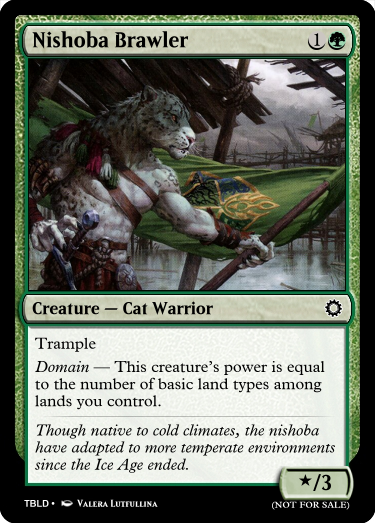 Nishoba Brawler 1
Creature — Cat Warrior
Trample
Domain — This creature's power is equal
to the number of basic land types among
lands you control.
Though native to cold climates, the nishoba
have adapted to more temperate environments
since the Ice Age ended.
★/3
TBLD • Valera Lutfullina
(NOT FOR SALE)